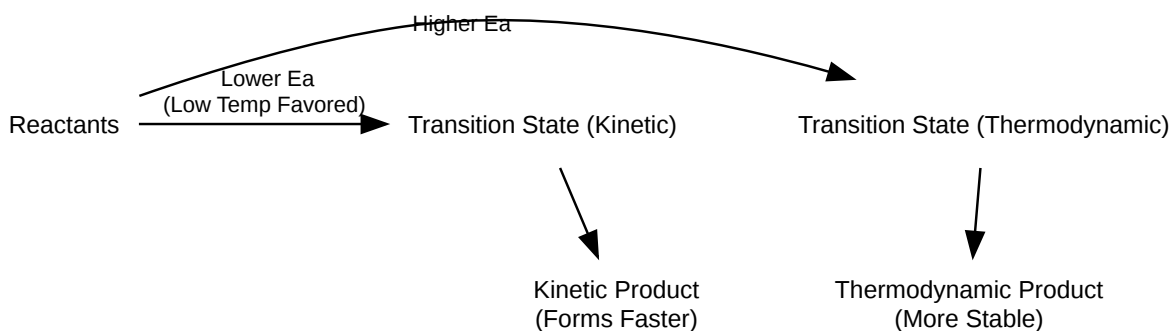 Higher Ea
Lower Ea
(Low Temp Favored)
Reactants
Transition State (Kinetic)
Transition State (Thermodynamic)
Kinetic Product
(Forms Faster)
Thermodynamic Product
(More Stable)